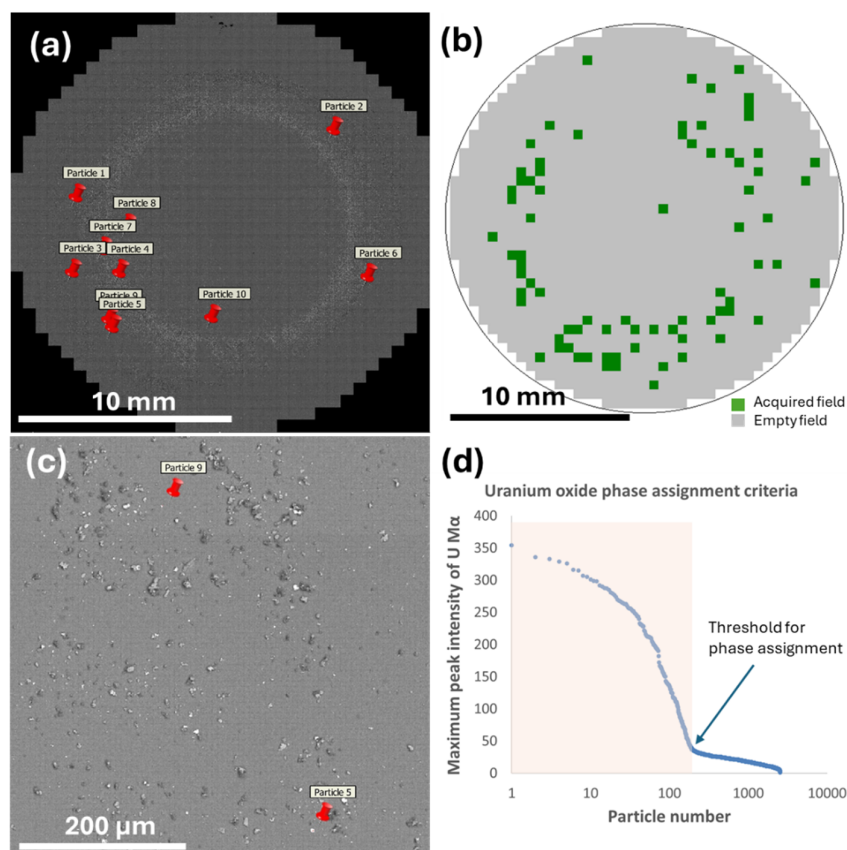 (a)
Particle 2
Particle 1
Particle 8
Particle 7
Particle 3
Particle 4
Particle 6
Particle 9
Particle 5
Particle 10
10 mm
(b)
10 mm
Acquired field
Empty field
(c)
Particle 9
Particle 5
200 µm
(d)
Uranium oxide phase assignment criteria
Maximum peak intensity of U Mα
400
350
300
250
200
150
100
50
0
Threshold for
phase assignment
1
10
100
1000
10000
Particle number